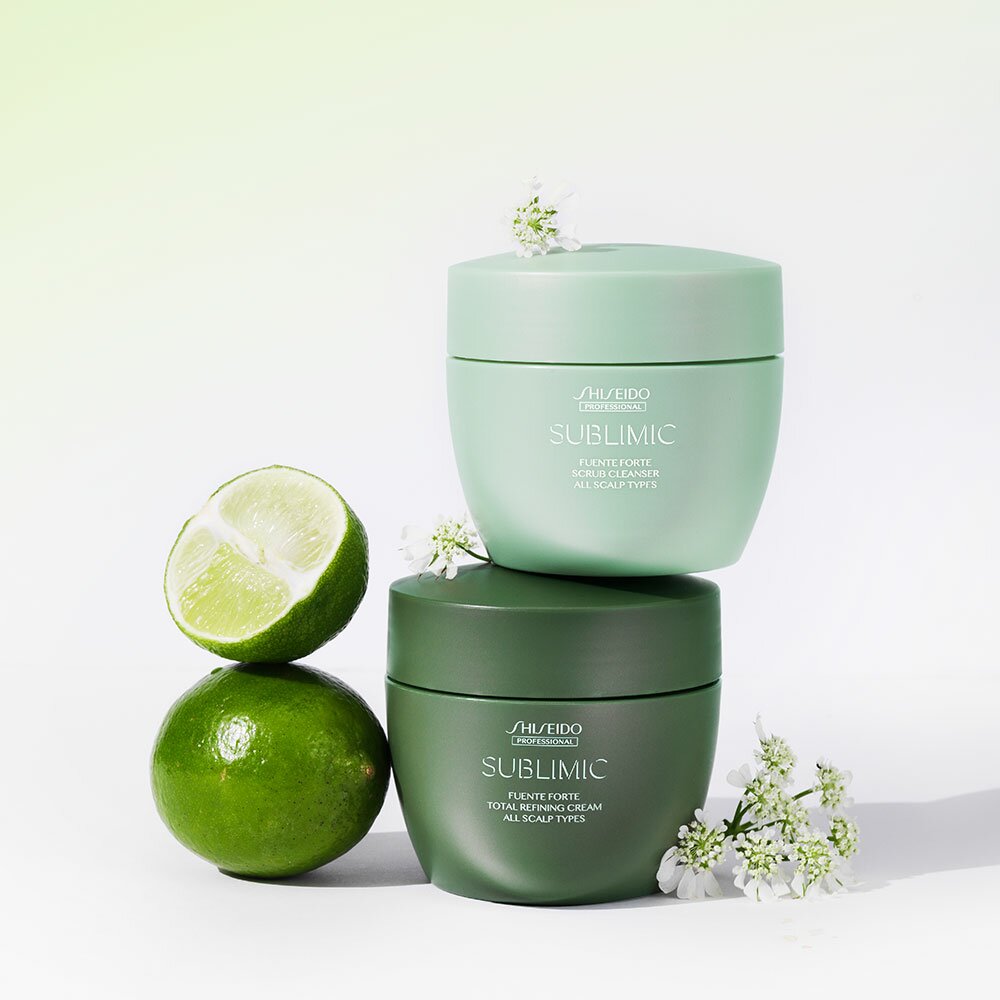 SHISEIDO
PROFESSIONAL
SUBLIMIC
FUENTE FORTE
SCRUB CLEANSER
ALL SCALP TYPES
SHISEIDO
PROFESSIONAL
SUBLIMIC
FUENTE FORTE
TOTAL REFINING CREAM
ALL SCALP TYPES